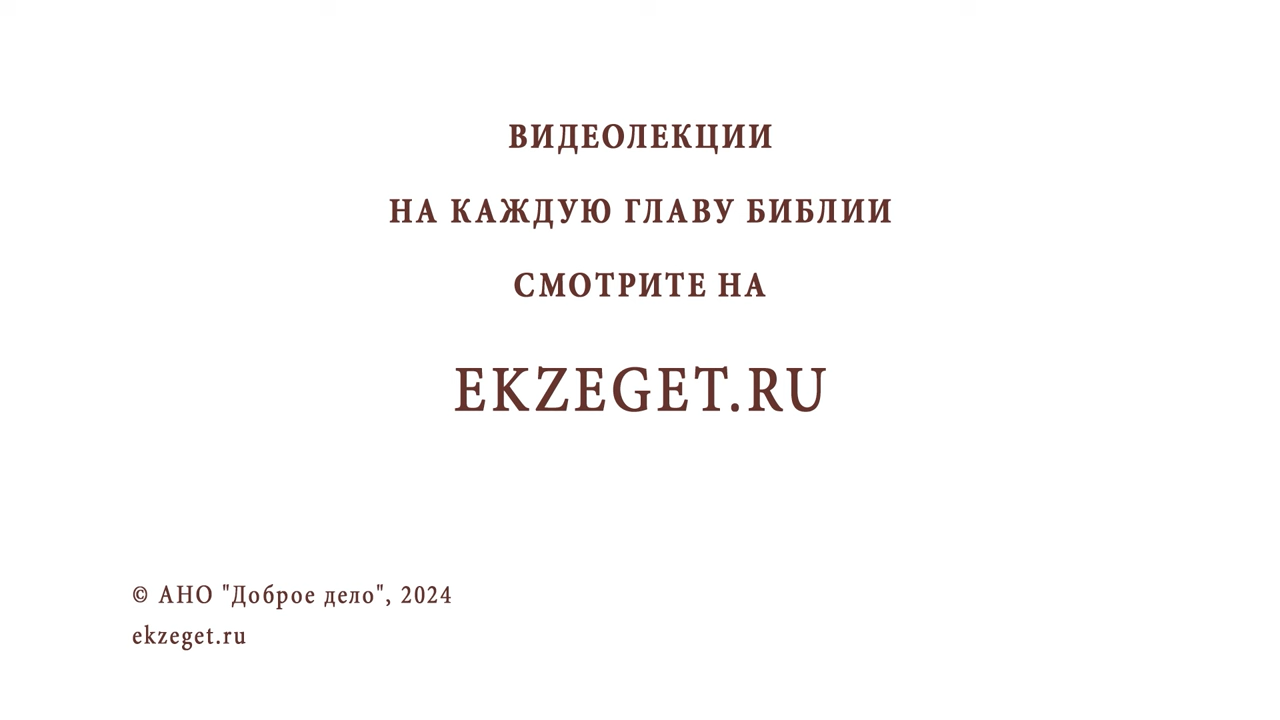 ВИДЕОЛЕКЦИИ
НА КАЖДУЮ ГЛАВУ БИБЛИИ
СМОТРИТЕ НА
EKZEGET.RU
© АНО "Доброе дело", 2024
ekzeget.ru